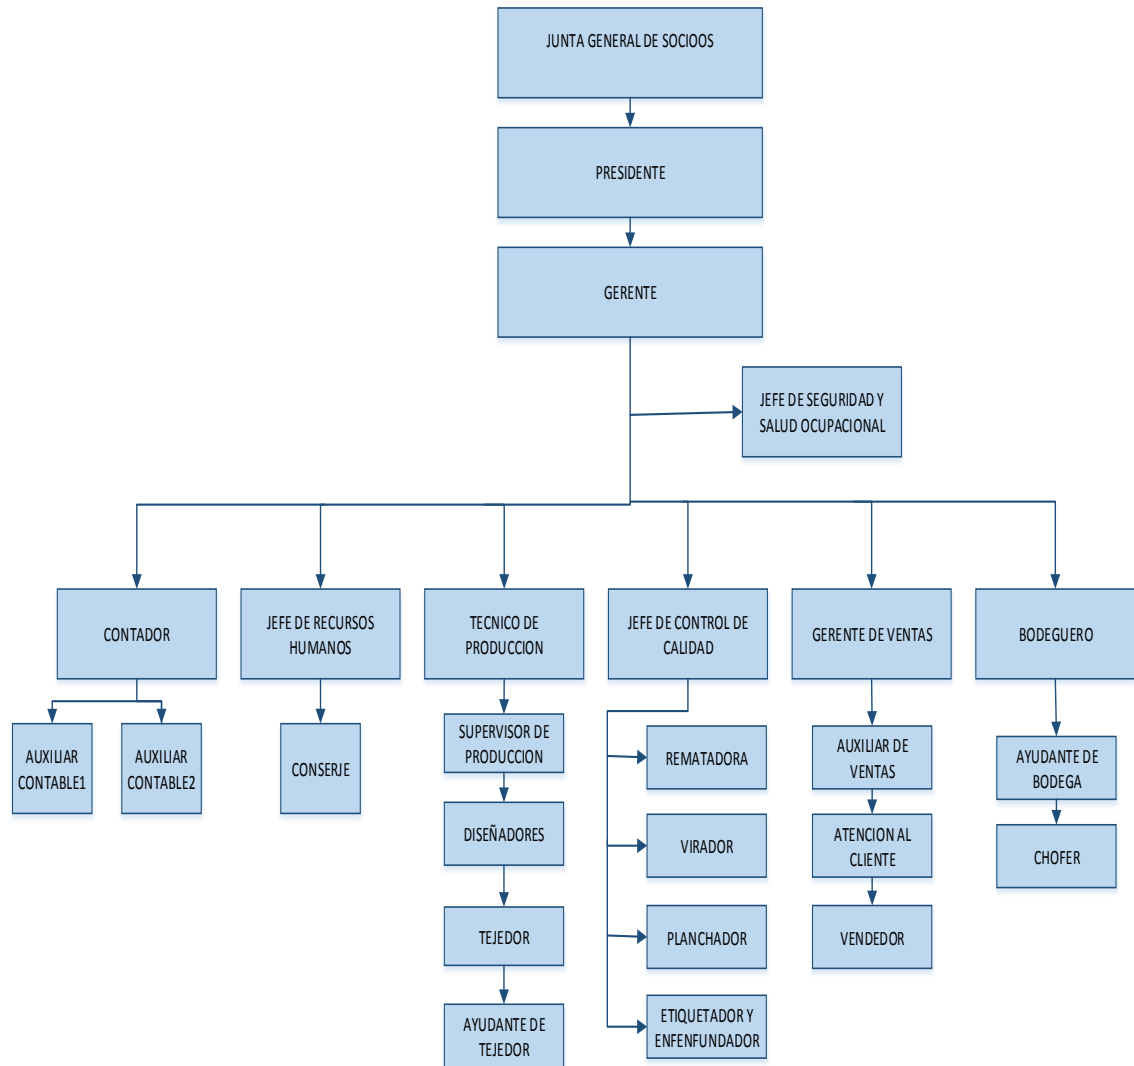 JUNTA GENERAL DE SOCIOOS
PRESIDENTE
GERENTE
JEFE DE SEGURIDAD Y
SALUD OCUPACIONAL
CONTADOR
JEFE DE RECURSOS
HUMANOS
TECNICO DE
PRODUCCION
JEFE DE CONTROL DE
CALIDAD
GERENTE DE VENTAS
BODEGUERO
AUXILIAR
CONTABLE1
AUXILIAR
CONTABLE2
CONSERJE
SUPERVISOR DE
PRODUCCION
DISEÑADORES
TEJEDOR
AYUDANTE DE
TEJEDOR
REMATADORA
VIRADOR
PLANCHADOR
ETIQUETADOR Y
ENFENFUNDADOR
AUXILIAR DE
VENTAS
ATENCION AL
CLIENTE
VENDEDOR
AYUDANTE DE
BODEGA
CHOFER